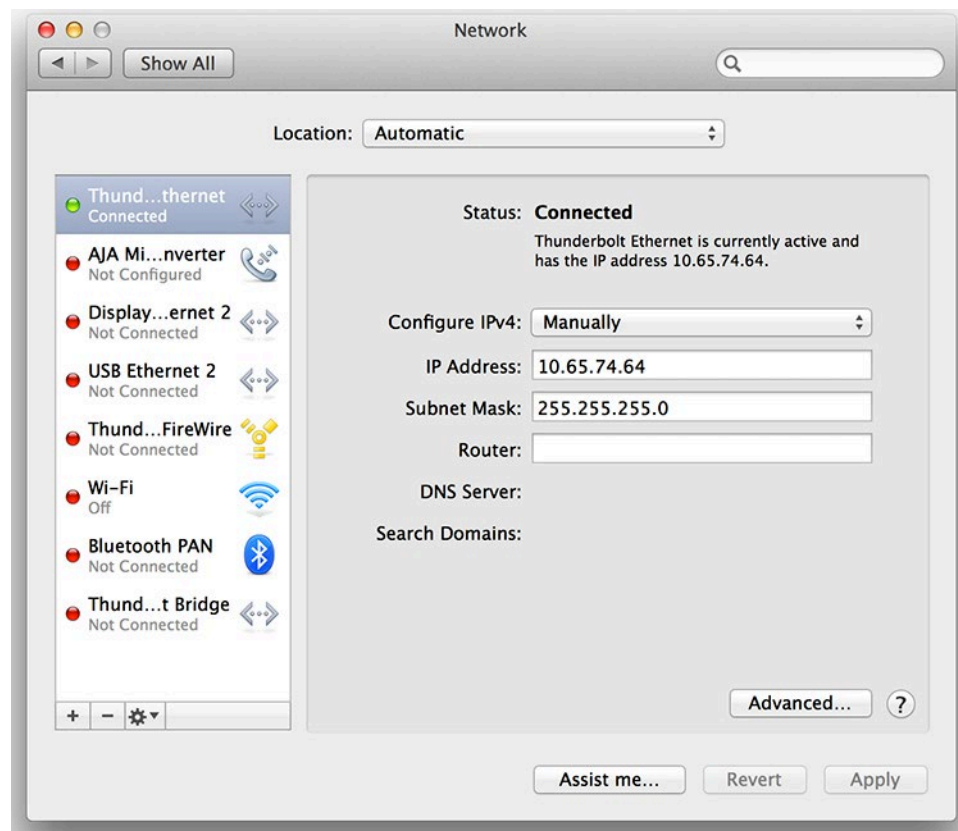 Network
Show All
Location: Automatic
Thund...thernet
Connected
AJA Mi...nverter
Not Configured
Display...ernet 2
Not Connected
USB Ethernet 2
Not Connected
Thund...FireWire
Not Connected
Wi-Fi
Off
Bluetooth PAN
Not Connected
Thund...t Bridge
Not Connected
Status: Connected
Thunderbolt Ethernet is currently active and
has the IP address 10.65.74.64.
Configure IPv4: Manually
IP Address: 10.65.74.64
Subnet Mask: 255.255.255.0
Router:
DNS Server:
Search Domains:
Advanced... ?
Assist me... Revert Apply